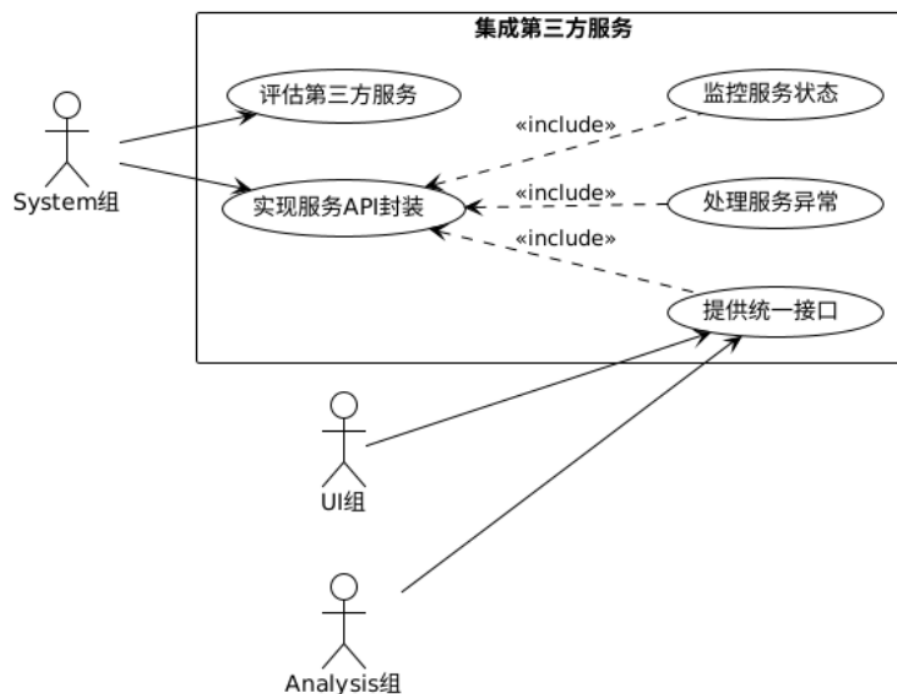 集成第三方服务
评估第三方服务
监控服务状态
«include»
System组
实现服务API封装
«include»
处理服务异常
«include»
提供统一接口
UI组
Analysis组